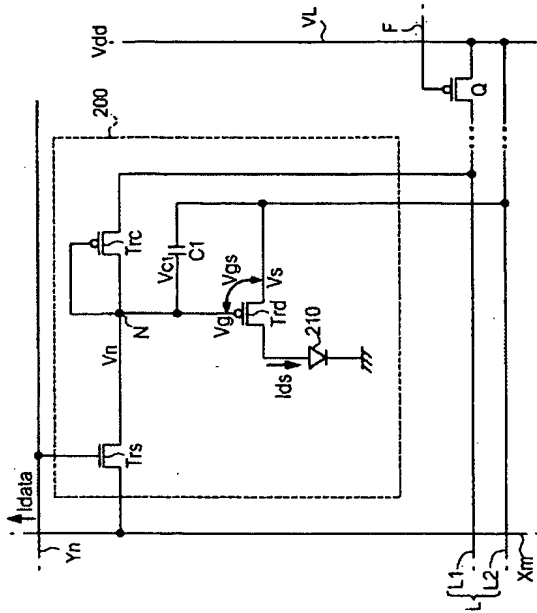 Vdd
VL
F
Q
200
Trc
Vc1
C1
Vgs
Vg
Vs
Trd
210
Ids
N
Vn
Trs
Idata
Yn
L1
L2
L
Xm